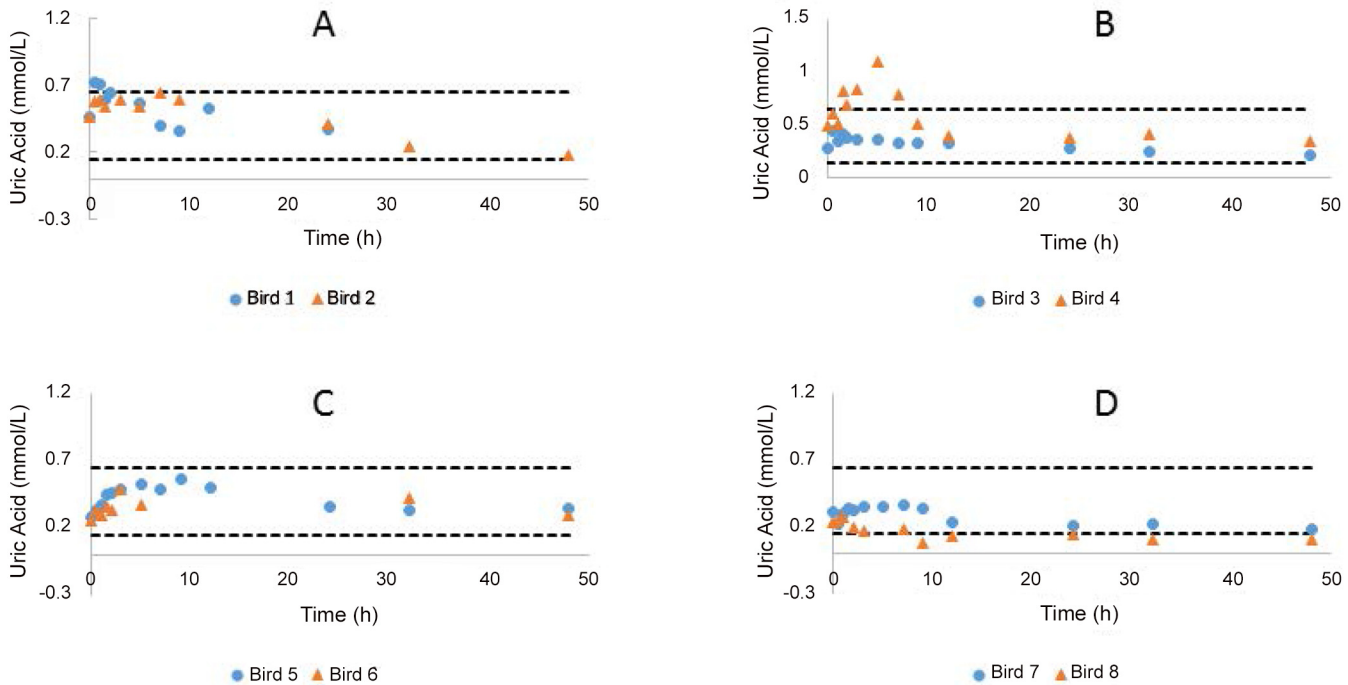 A
Uric Acid (mmol/L)
1.2
0.7
0.2
-0.3
0 10 20 30 40 50
Time (h)
Bird 1 Bird 2
B
Uric Acid (mmol/L)
1.5
1
0.5
0
0 10 20 30 40 50
Time (h)
Bird 3 Bird 4
C
Uric Acid (mmol/L)
1.2
0.7
0.2
-0.3
0 10 20 30 40 50
Time (h)
Bird 5 Bird 6
D
Uric Acid (mmol/L)
1.2
0.7
0.2
-0.3
0 10 20 30 40 50
Time (h)
Bird 7 Bird 8